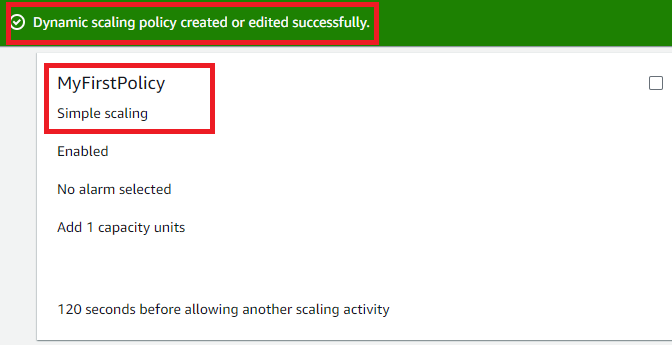 Dynamic scaling policy created or edited successfully.
MyFirstPolicy
Simple scaling
Enabled
No alarm selected
Add 1 capacity units
120 seconds before allowing another scaling activity